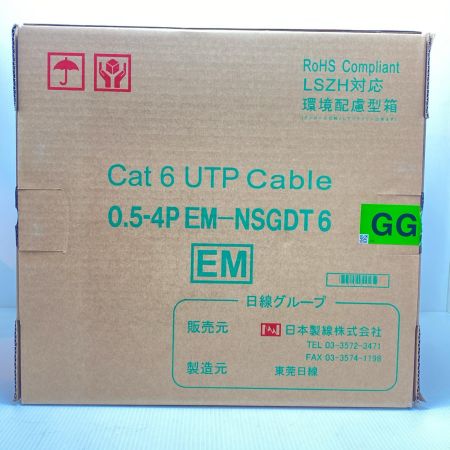 RoHS Compliant
LSZH対応
環境配慮型箱
Cat 6 UTP Cable
0.5-4P EM-NSGDT 6
GG
EM
日線グループ
販売元 日本製線株式会社
TEL 03-3572-3471
FAX 03-3574-1198
製造元 東莞日線